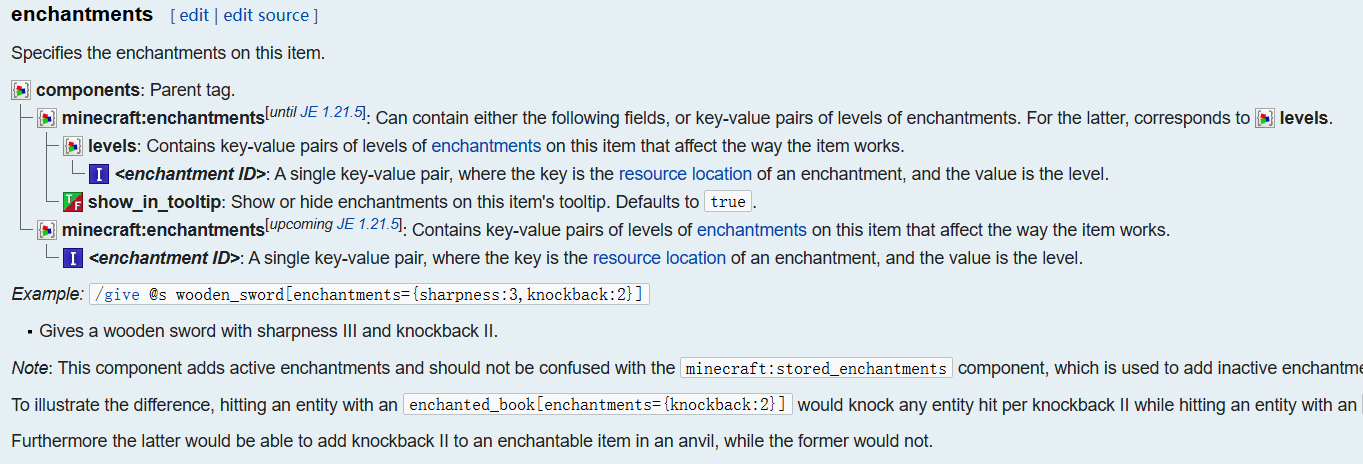 enchantments [ edit | edit source ]
Specifies the enchantments on this item.
components: Parent tag.
minecraft:enchantments[until JE 1.21.5]: Can contain either the following fields, or key-value pairs of levels of enchantments. For the latter, corresponds to levels.
levels: Contains key-value pairs of levels of enchantments on this item that affect the way the item works.
I <enchantment ID>: A single key-value pair, where the key is the resource location of an enchantment, and the value is the level.
T F show_in_tooltip: Show or hide enchantments on this item's tooltip. Defaults to true.
minecraft:enchantments[upcoming JE 1.21.5]: Contains key-value pairs of levels of enchantments on this item that affect the way the item works.
I <enchantment ID>: A single key-value pair, where the key is the resource location of an enchantment, and the value is the level.
Example: /give @s wooden_sword[enchantments={sharpness:3,knockback:2}]
▪ Gives a wooden sword with sharpness III and knockback II.
Note: This component adds active enchantments and should not be confused with the minecraft:stored_enchantments component, which is used to add inactive
To illustrate the difference, hitting an entity with an enchanted_book[enchantments={knockback:2}] would knock any entity hit per knockback II while hitting an entity with an
Furthermore the latter would be able to add knockback II to an enchantable item in an anvil, while the former would not.